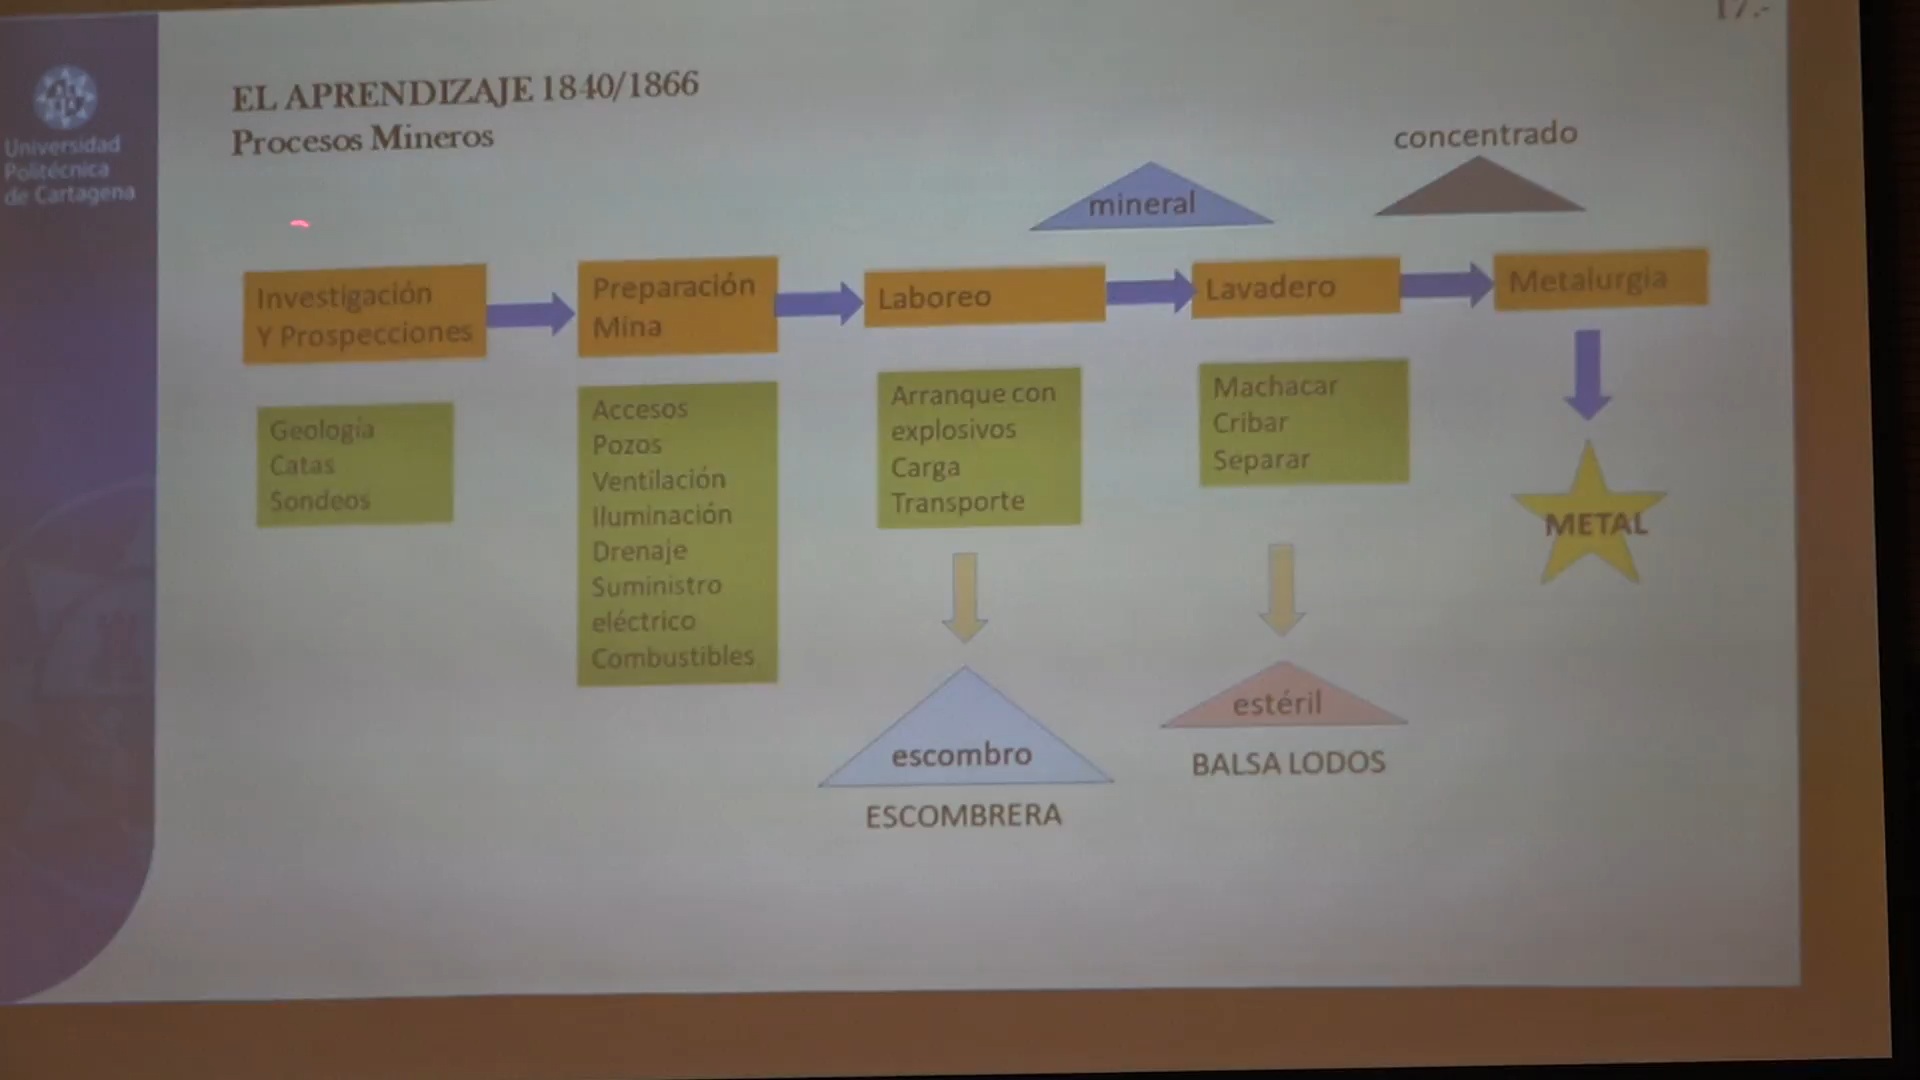 17.-
Universidad
Politécnica
de Cartagena
EL APRENDIZAJE 1840/1866
Procesos Mineros
mineral
concentrado
Investigación
Y Prospecciones
Preparación
Mina
Laboreo
Lavadero
Metalurgia
Geología
Catas
Sondeos
Accesos
Pozos
Ventilación
Iluminación
Drenaje
Suministro
eléctrico
Combustibles
Arranque con
explosivos
Carga
Transporte
Machacar
Cribar
Separar
METAL
escombro
ESCOMBRERA
estéril
BALSA LODOS